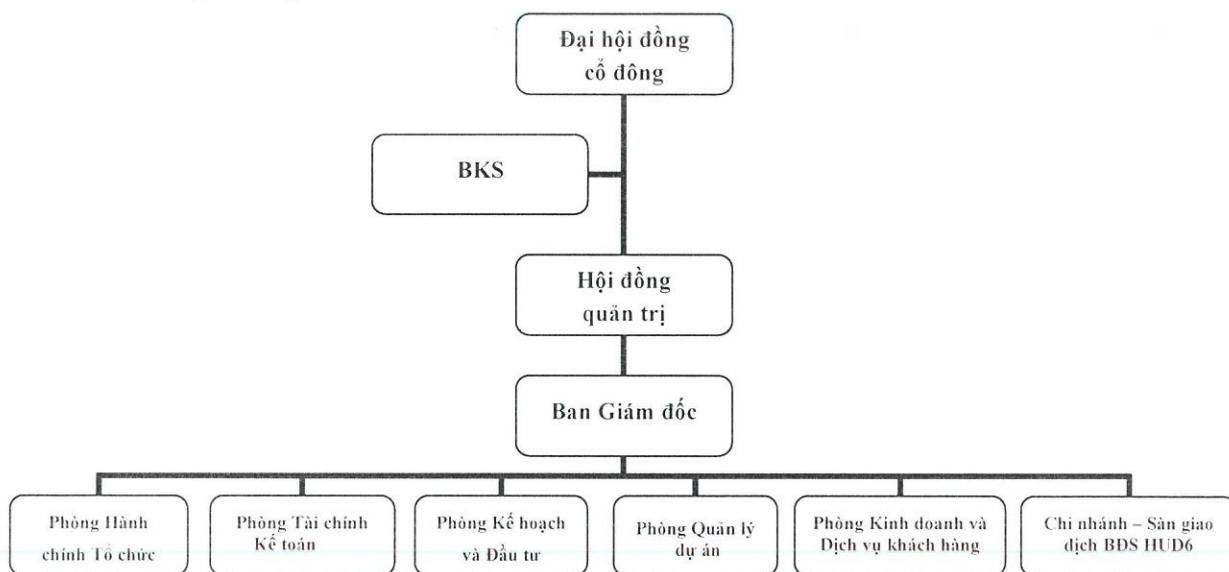 Đại hội đồng
cổ đông
BKS
Hội đồng
quản trị
Ban Giám đốc
Phòng Hành
chính Tổ chức
Phòng Tài chính
Kế toán
Phòng Kế hoạch
và Đầu tư
Phòng Quản lý
dự án
Phòng Kinh doanh và
Dịch vụ khách hàng
Chi nhánh – Sàn giao
dịch BĐS HUD6